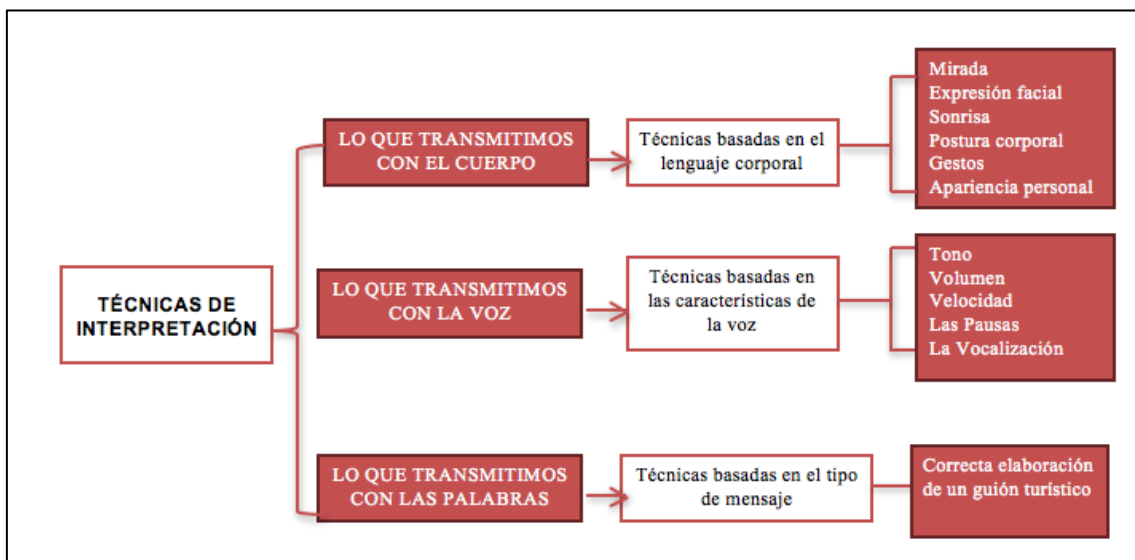 TÉCNICAS DE
INTERPRETACIÓN
LO QUE TRANSMITIMOS
CON EL CUERPO
Técnicas basadas en el
lenguaje corporal
Mirada
Expresión facial
Sonrisa
Postura corporal
Gestos
Apariencia personal
LO QUE TRANSMITIMOS
CON LA VOZ
Técnicas basadas en
las características de
la voz
Tono
Volumen
Velocidad
Las Pausas
La Vocalización
LO QUE TRANSMITIMOS
CON LAS PALABRAS
Técnicas basadas en el tipo
de mensaje
Correcta elaboración
de un guión turístico